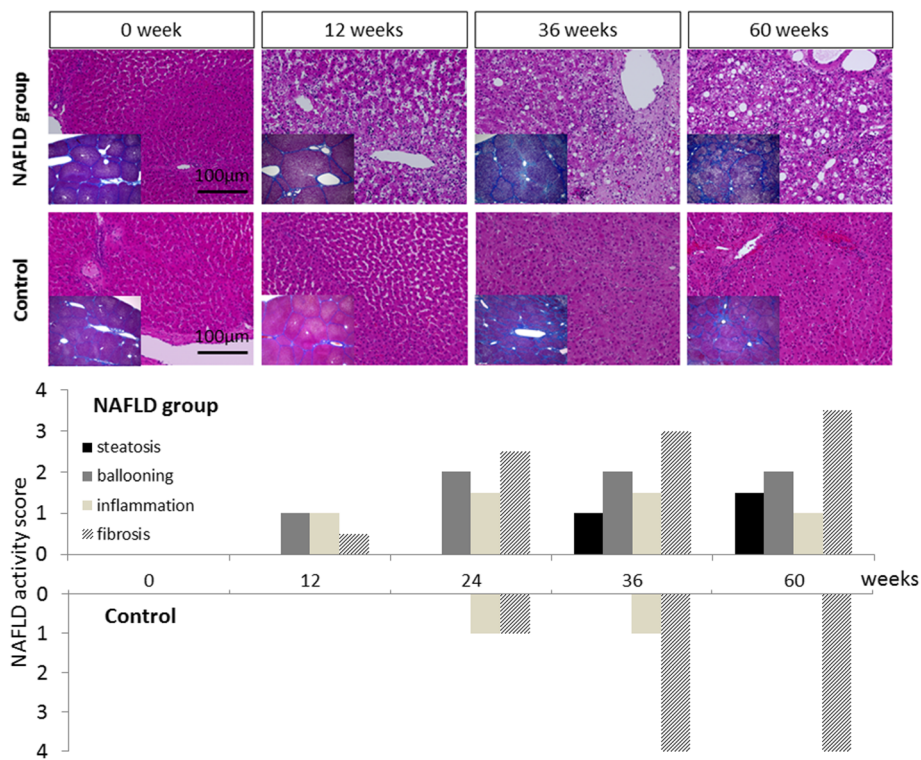 0 week
12 weeks
36 weeks
60 weeks
NAFLD group
100μm
Control
100μm
NAFLD activity score
4
3
2
1
0
NAFLD group
steatosis
ballooning
inflammation
fibrosis
0
12
24
36
60
weeks
0
1
2
3
4
Control